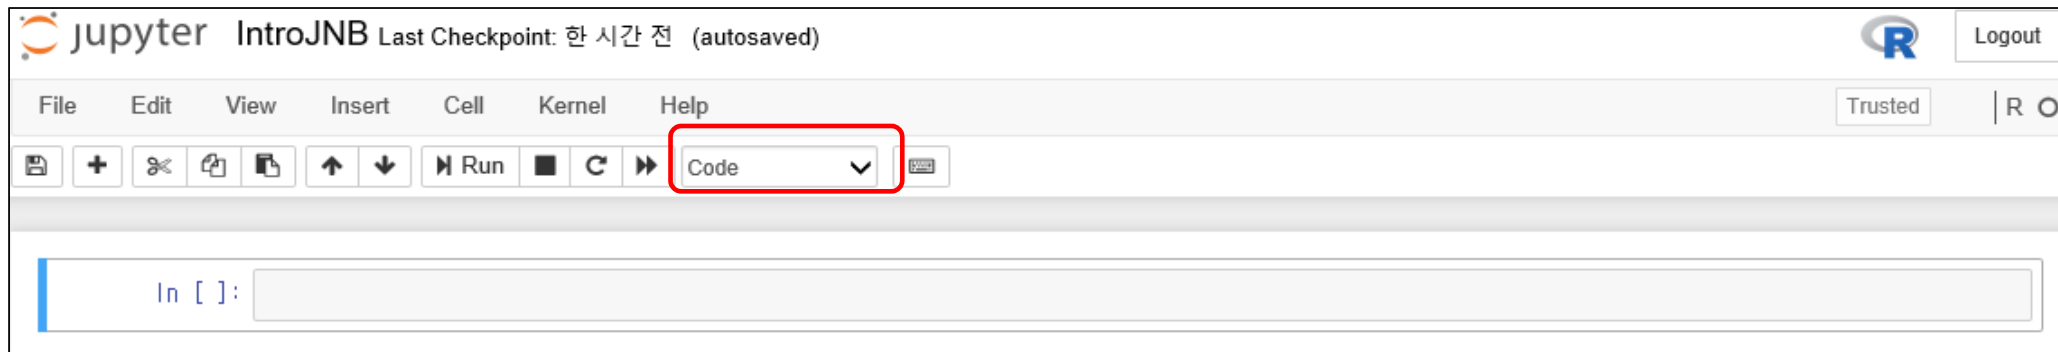 jupyter IntroJNB Last Checkpoint: 한 시간 전 (autosaved) R Logout
File Edit View Insert Cell Kernel Help Trusted R
Run Code
In [ ]: